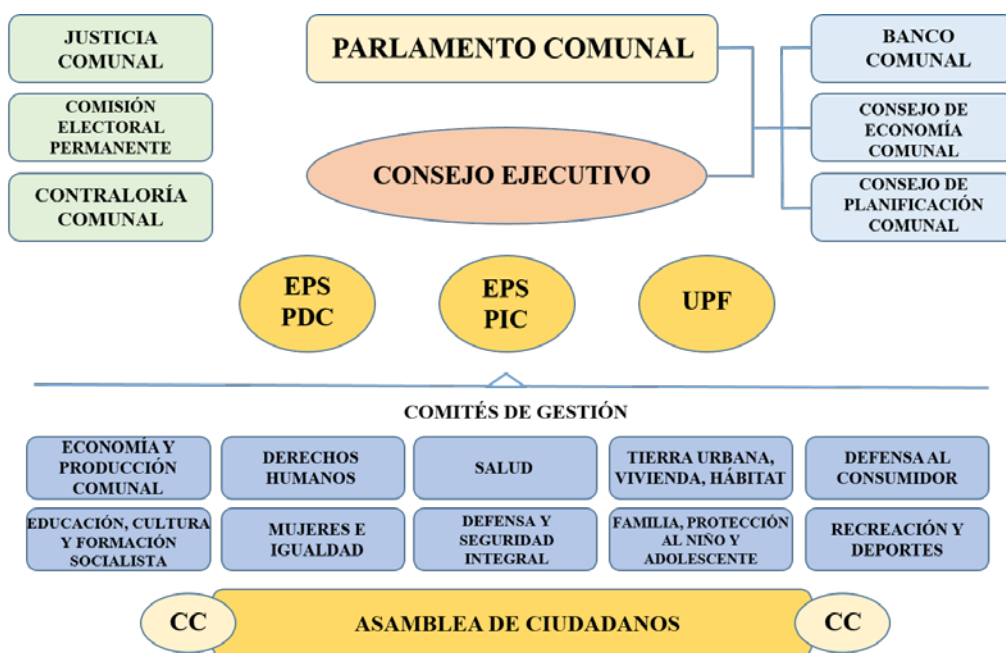 JUSTICIA
COMUNAL
COMISIÓN
ELECTORAL
PERMANENTE
CONTRALORÍA
COMUNAL
PARLAMENTO COMUNAL
CONSEJO EJECUTIVO
BANCO
COMUNAL
CONSEJO DE
ECONOMÍA
COMUNAL
CONSEJO DE
PLANIFICACIÓN
COMUNAL
EPS
PDC
EPS
PIC
UPF
COMITÉS DE GESTIÓN
ECONOMÍA Y
PRODUCCIÓN
COMUNAL
DERECHOS
HUMANOS
SALUD
TIERRA URBANA,
VIVIENDA, HÁBITAT
DEFENSA AL
CONSUMIDOR
EDUCACIÓN, CULTURA
Y FORMACIÓN
SOCIALISTA
MUJERES E
IGUALDAD
DEFENSA Y
SEGURIDAD
INTEGRAL
FAMILIA, PROTECCIÓN
AL NIÑO Y
ADOLESCENTE
RECREACIÓN Y
DEPORTES
CC
ASAMBLEA DE CIUDADANOS
CC